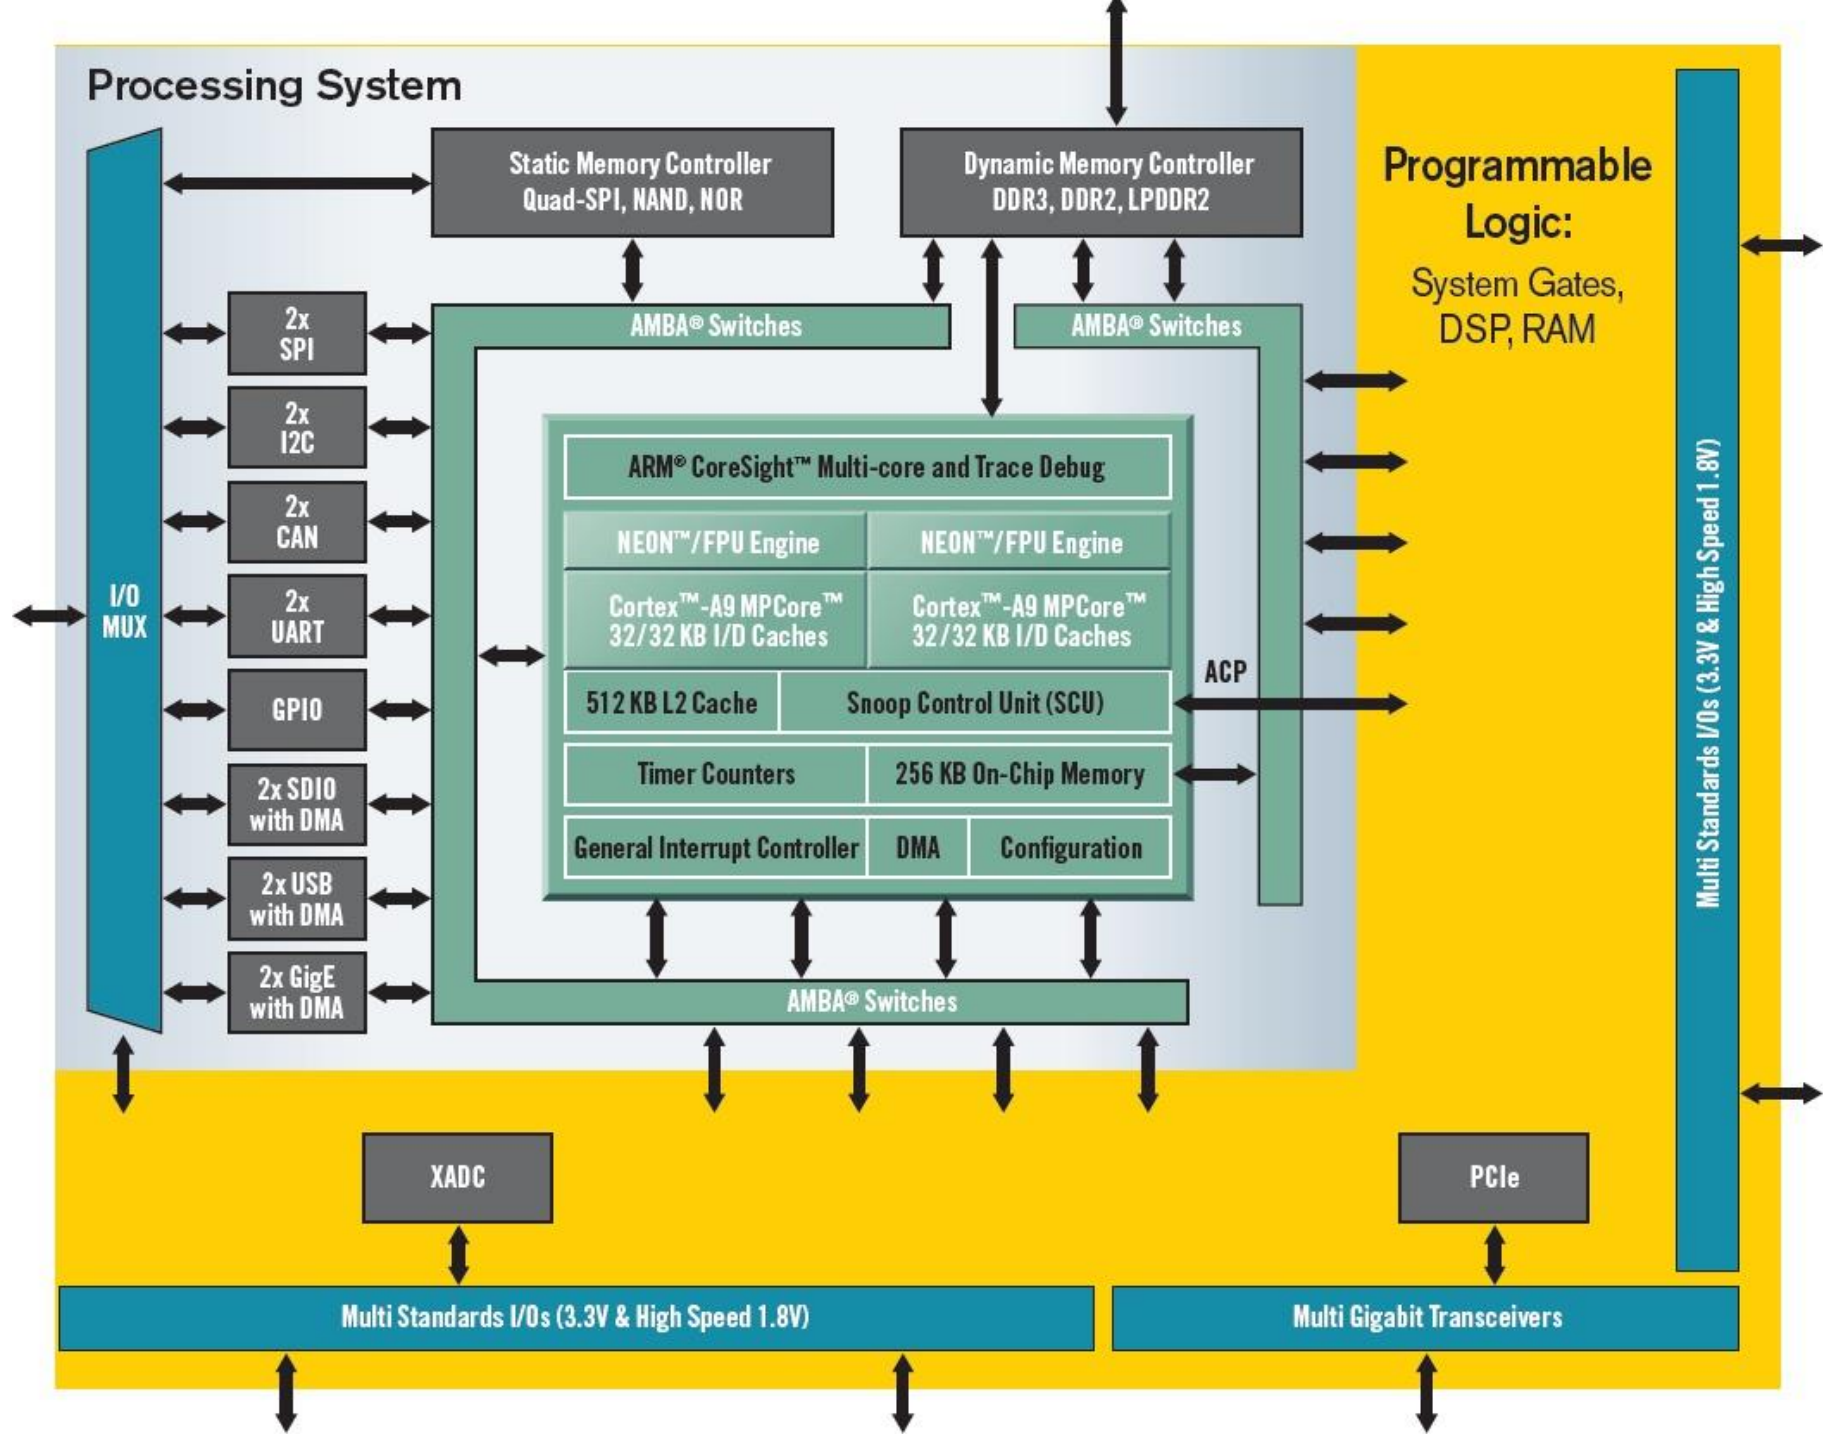 Processing System
Static Memory Controller
Quad-SPI, NAND, NOR
Dynamic Memory Controller
DDR3, DDR2, LPDDR2
Programmable
Logic:
System Gates,
DSP, RAM
AMBA® Switches
AMBA® Switches
2x
SPI
2x
I2C
2x
CAN
2x
UART
GPIO
2x SDIO
with DMA
2x USB
with DMA
2x GigE
with DMA
I/O
MUX
ARM® CoreSight™ Multi-core and Trace Debug
NEON™/FPU Engine
NEON™/FPU Engine
Cortex™-A9 MPCore™
32/32 KB I/D Caches
Cortex™-A9 MPCore™
32/32 KB I/D Caches
512 KB L2 Cache
Snoop Control Unit (SCU)
ACP
Timer Counters
256 KB On-Chip Memory
General Interrupt Controller
DMA
Configuration
AMBA® Switches
Multi Standards I/Os (3.3V & High Speed 1.8V)
XADC
PCIe
Multi Standards I/Os (3.3V & High Speed 1.8V)
Multi Gigabit Transceivers